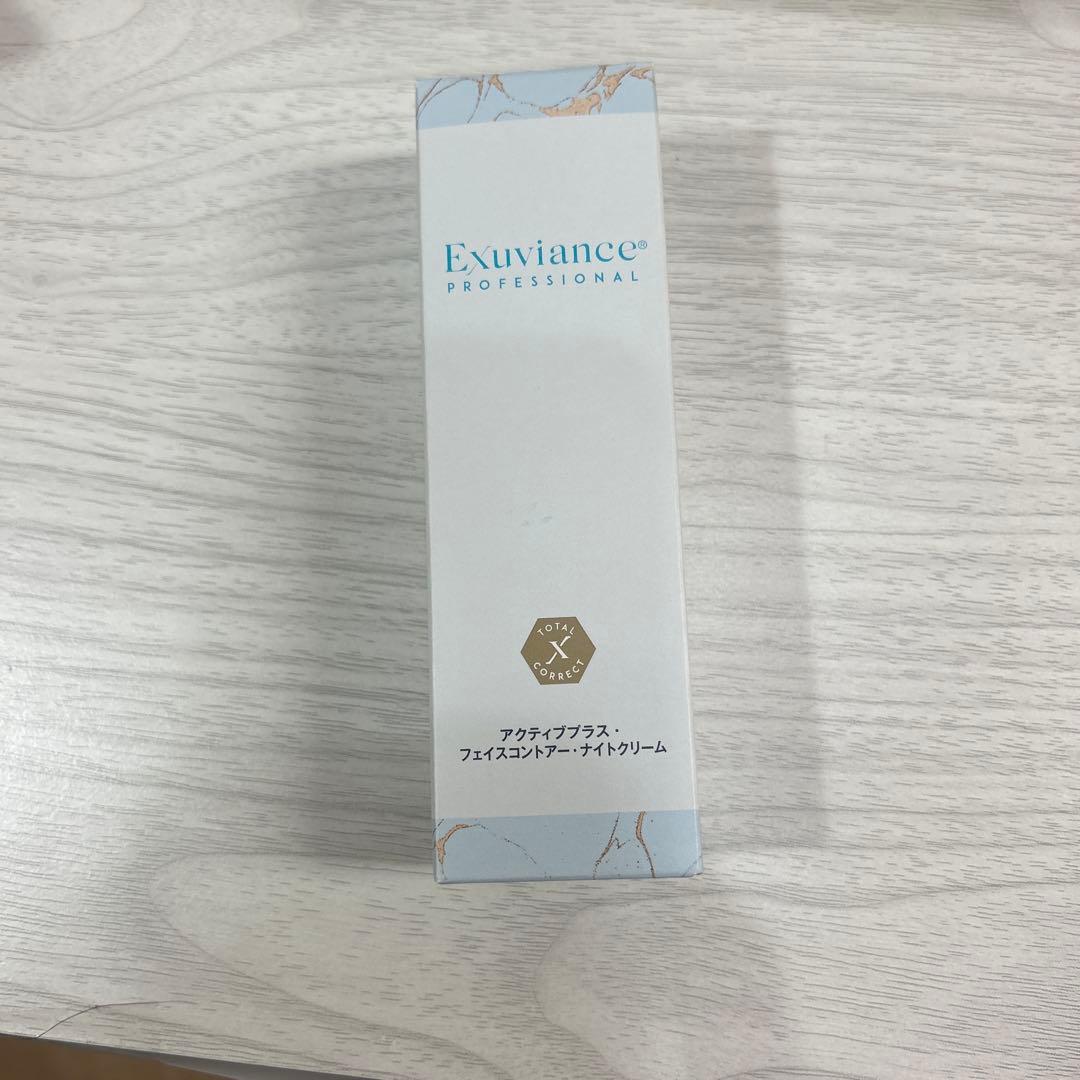 Exuviance®
PROFESSIONAL
TOTAL
X
CORRECT
アクティブプラス・
フェイスコントアー・ナイトクリーム